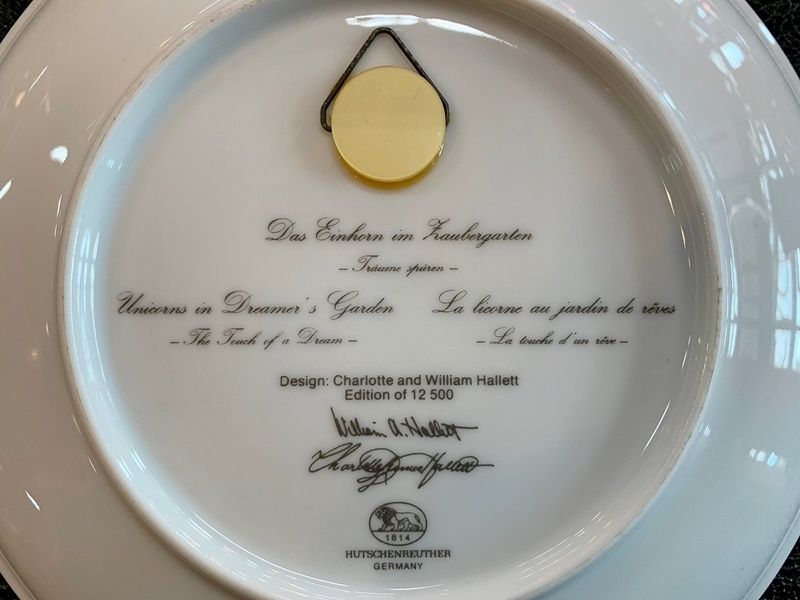 Das Einhorn im Zaubergarten
– Träume spüren –
Unicorns in Dreamer's Garden
– The Touch of a Dream –
La licorne au jardin de rêves
– La touche d'un rêve –
Design: Charlotte and William Hallett
Edition of 12 500
William A. Hallett
Charlotte Hallett
1814
HUTSCHENREUTHER
GERMANY